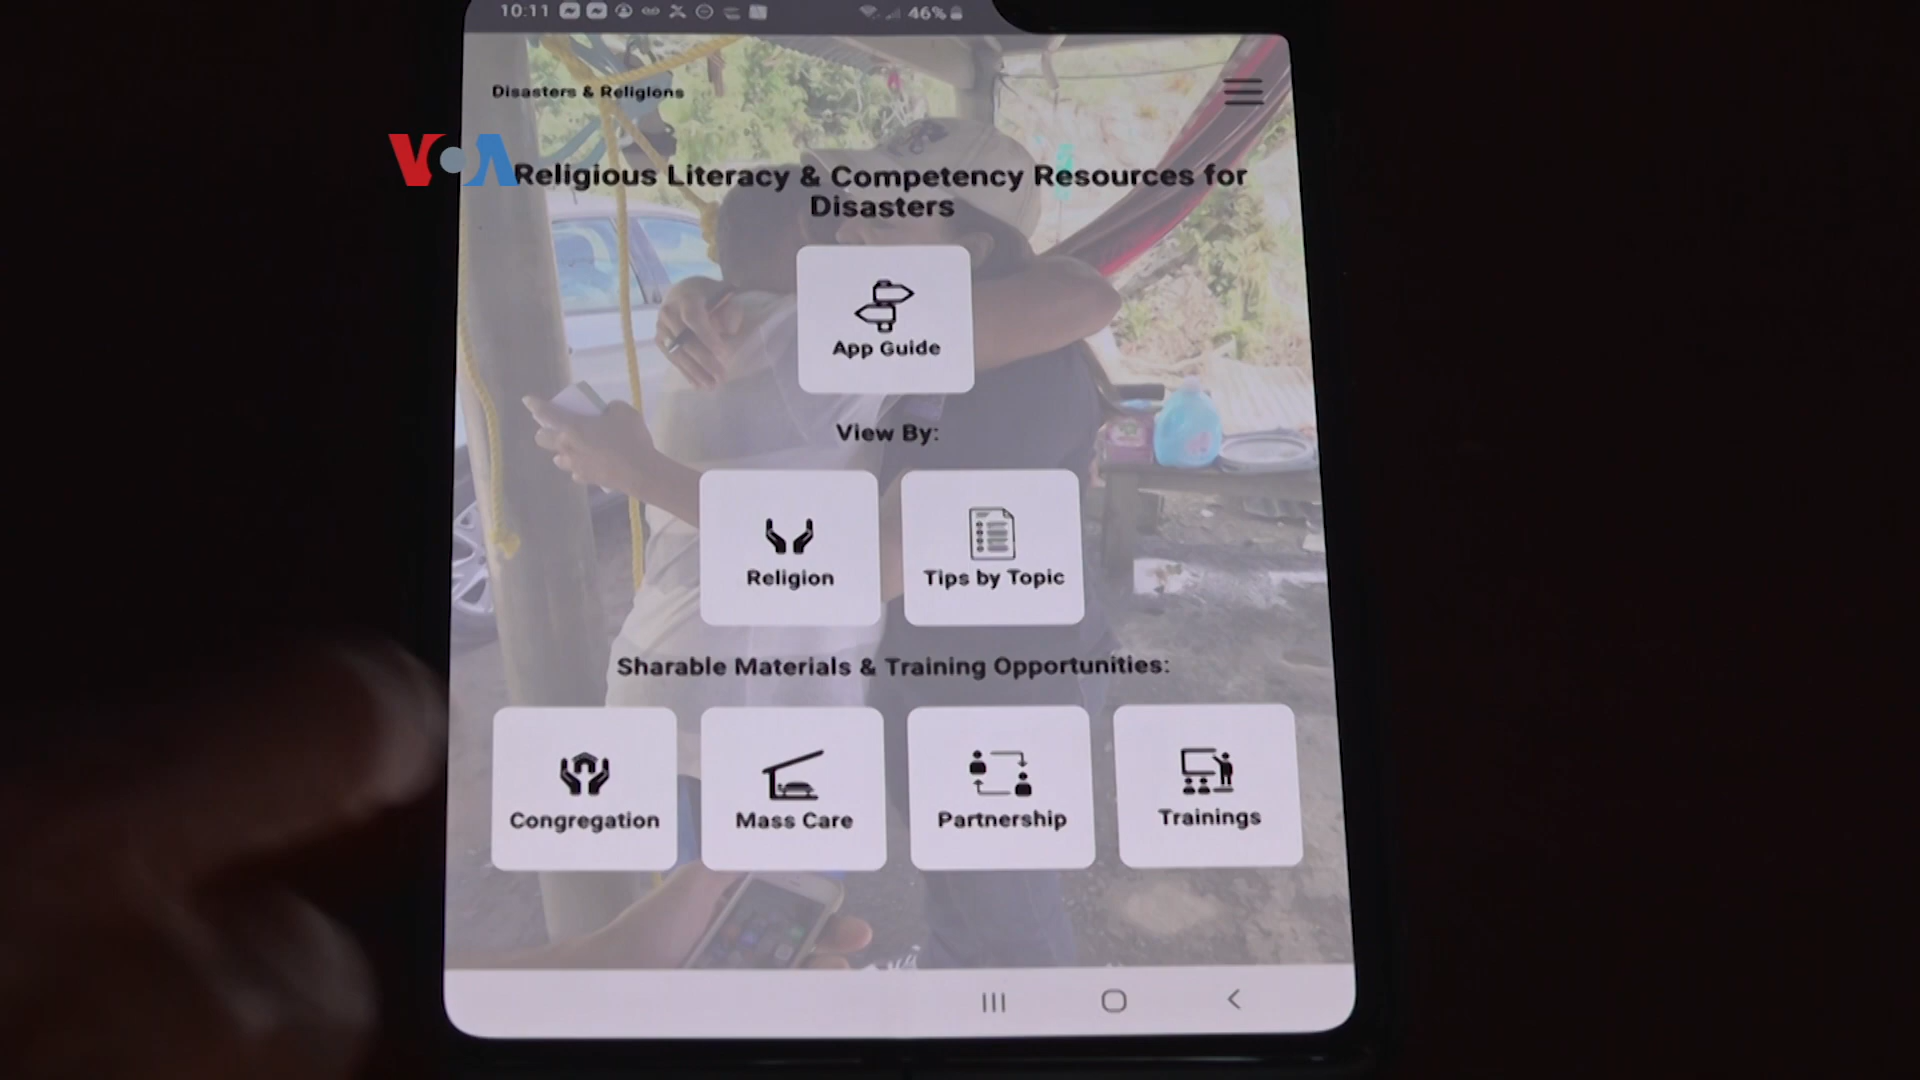 10:11
46%
Disasters & Religions
VOA
Religious Literacy & Competency Resources for
Disasters
App Guide
View By:
Religion
Tips by Topic
Sharable Materials & Training Opportunities:
Congregation
Mass Care
Partnership
Trainings